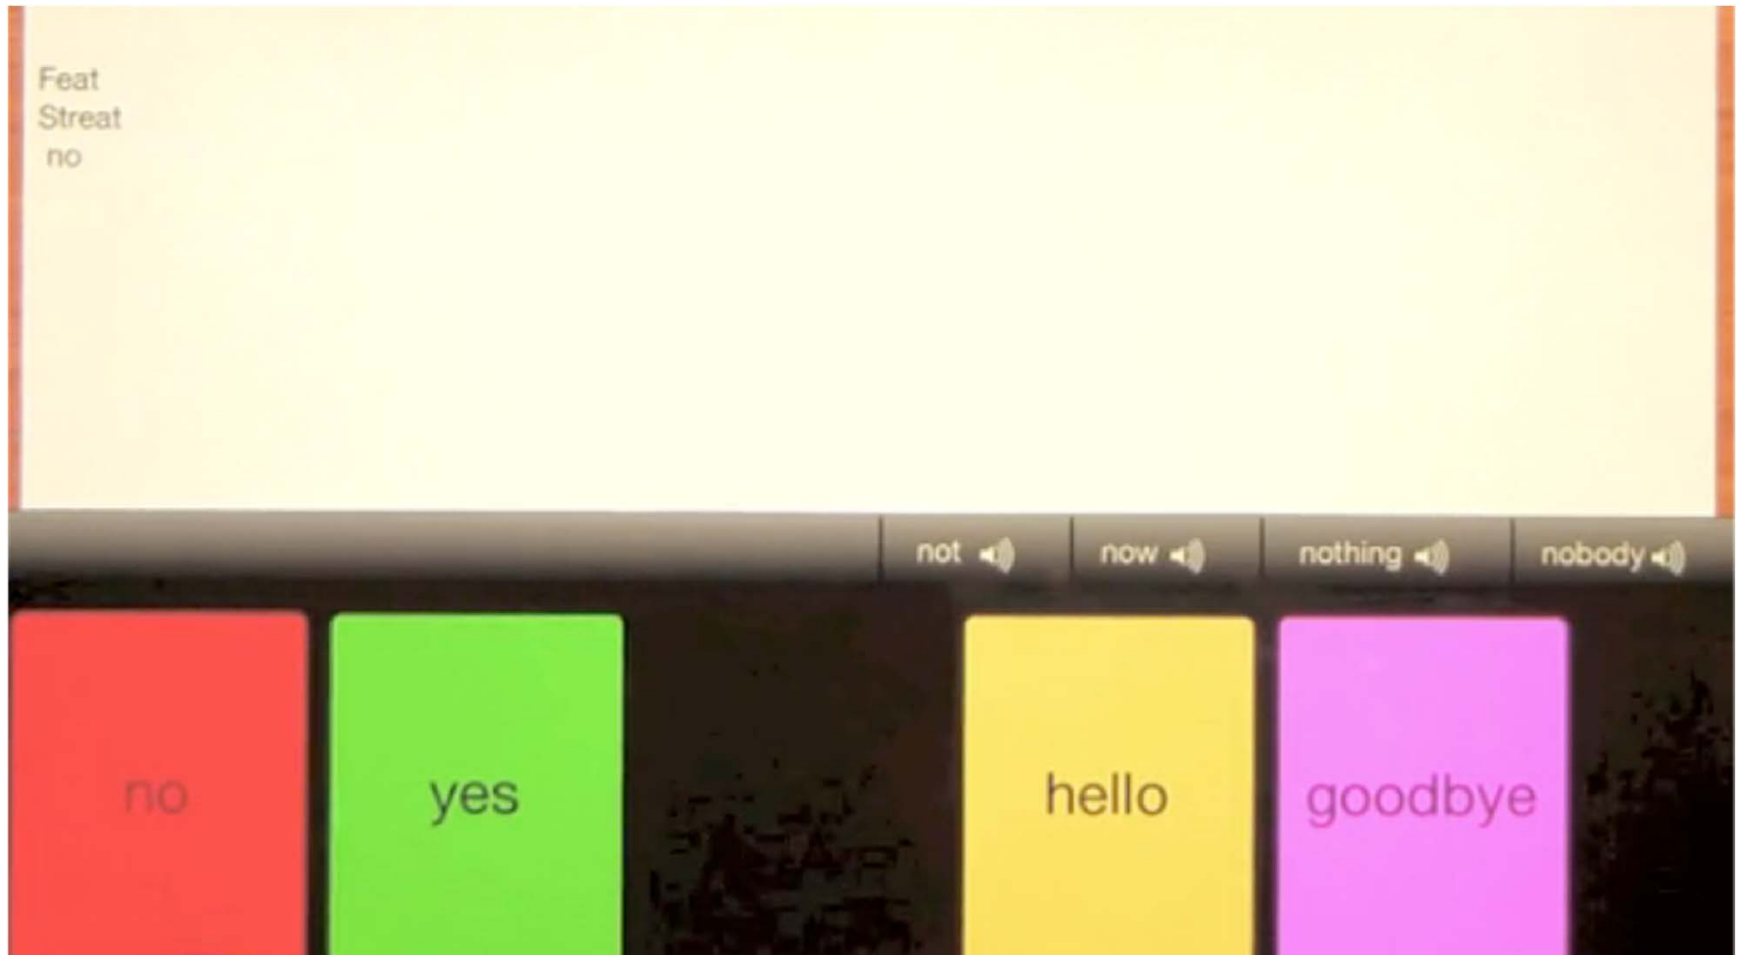 Feat
Streat
no
not now nothing nobody
no yes hello goodbye